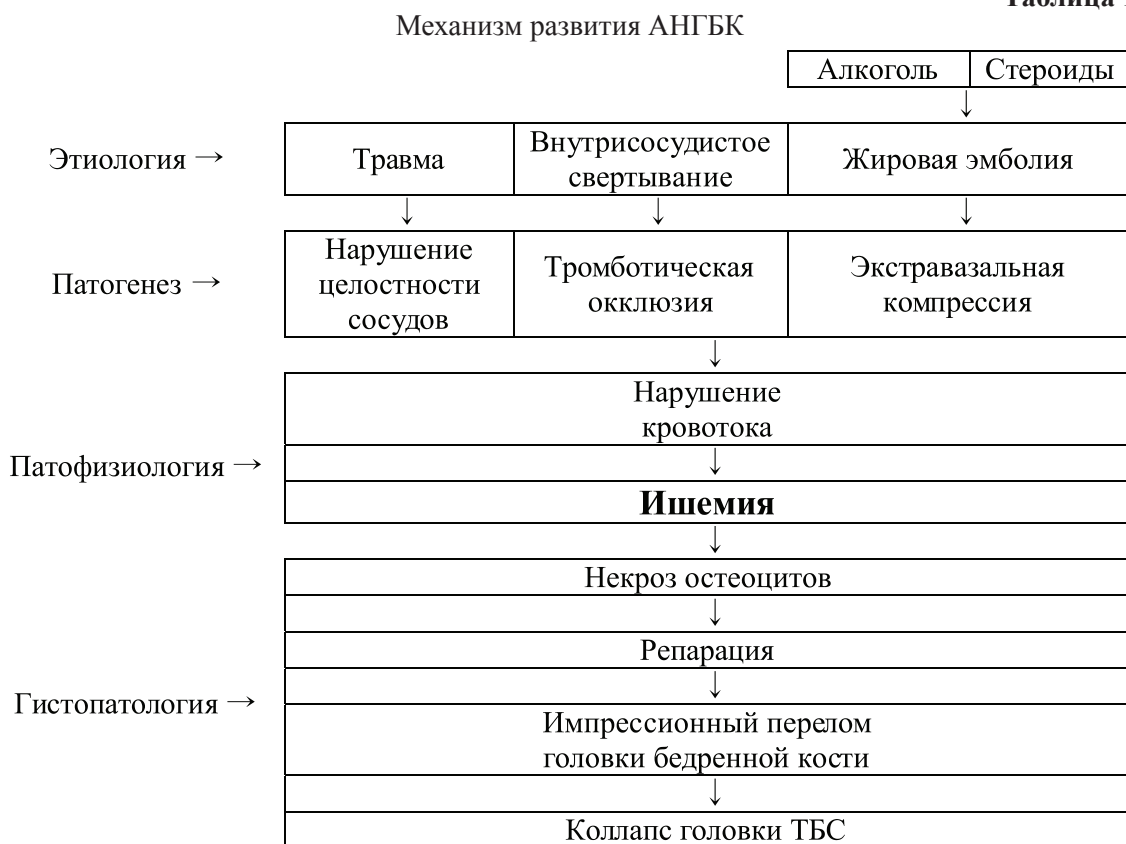 Таблица 1
Механизм развития АНГБК
Алкоголь Стероиды
↓
Этиология → Травма Внутрисосудистое свертывание Жировая эмболия
↓ ↓ ↓
Патогенез → Нарушение целостности сосудов Тромботическая окклюзия Экстравазальная компрессия
↓
Нарушение
кровотока
Патофизиология → ↓
Ишемия
↓
Некроз остеоцитов
↓
Репарация
Гистопатология → ↓
Импрессионный перелом
головки бедренной кости
↓
Коллапс головки ТБС